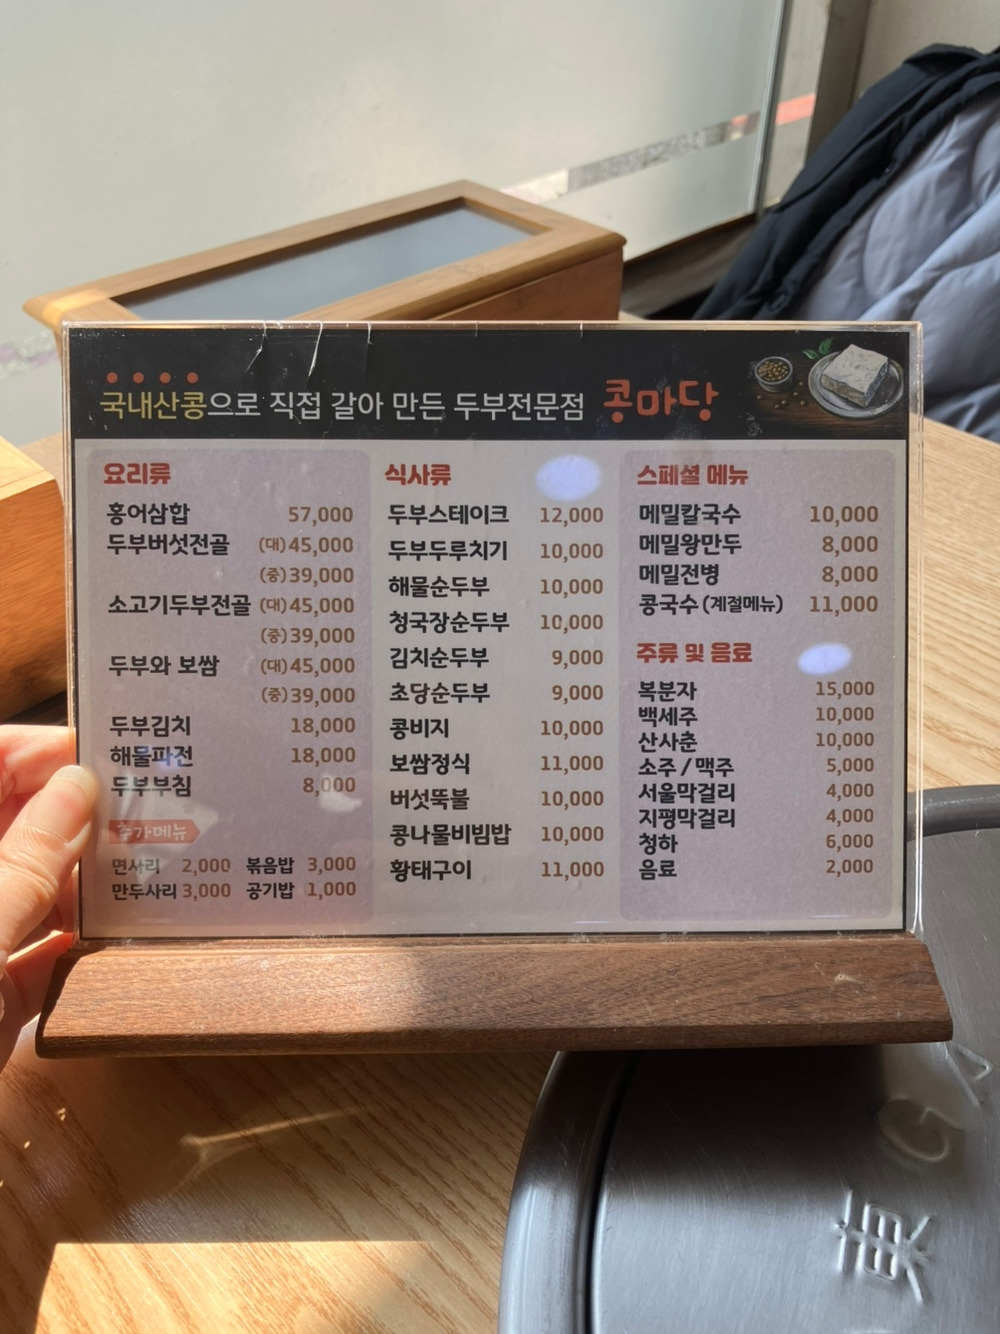 국내산콩으로 직접 갈아 만든 두부전문점 콩마당
요리류
홍어삼합 57,000
두부버섯전골 (대)45,000
(중)39,000
소고기두부전골 (대)45,000
(중)39,000
두부와 보쌈 (대)45,000
(중)39,000
두부김치 18,000
해물파전 18,000
두부부침 8,000
추가메뉴
면사리 2,000 볶음밥 3,000
만두사리 3,000 공기밥 1,000
식사류
두부스테이크 12,000
두부두루치기 10,000
해물순두부 10,000
청국장순두부 10,000
김치순두부 9,000
초당순두부 9,000
콩비지 10,000
보쌈정식 11,000
버섯뚝불 10,000
콩나물비빔밥 10,000
황태구이 11,000
스페셜 메뉴
메밀칼국수 10,000
메밀왕만두 8,000
메밀전병 8,000
콩국수 (계절메뉴) 11,000
주류 및 음료
복분자 15,000
백세주 10,000
산사춘 10,000
소주 / 맥주 5,000
서울막걸리 4,000
지평막걸리 4,000
청하 6,000
음료 2,000